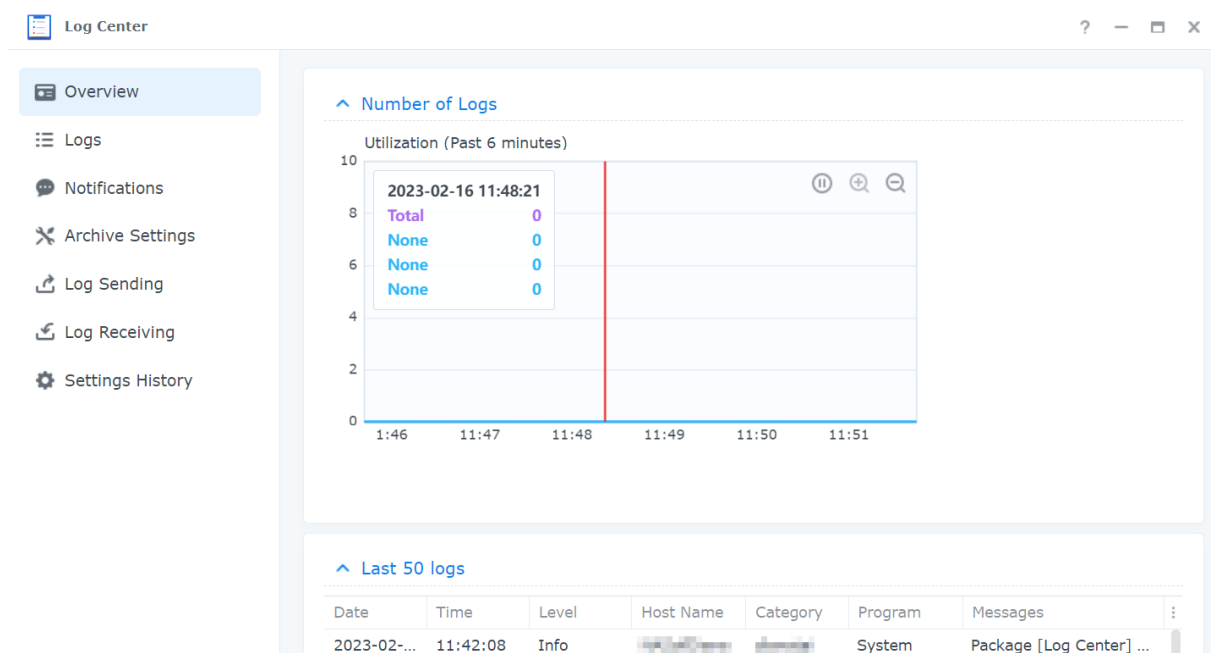 Log Center
?
Overview
Logs
Notifications
Archive Settings
Log Sending
Log Receiving
Settings History
Number of Logs
Utilization (Past 6 minutes)
10
8
6
4
2
0
2023-02-16 11:48:21
Total 0
None 0
None 0
None 0
1:46 11:47 11:48 11:49 11:50 11:51
Last 50 logs
Date Time Level Host Name Category Program Messages
2023-02-... 11:42:08 Info System Package [Log Center] ...